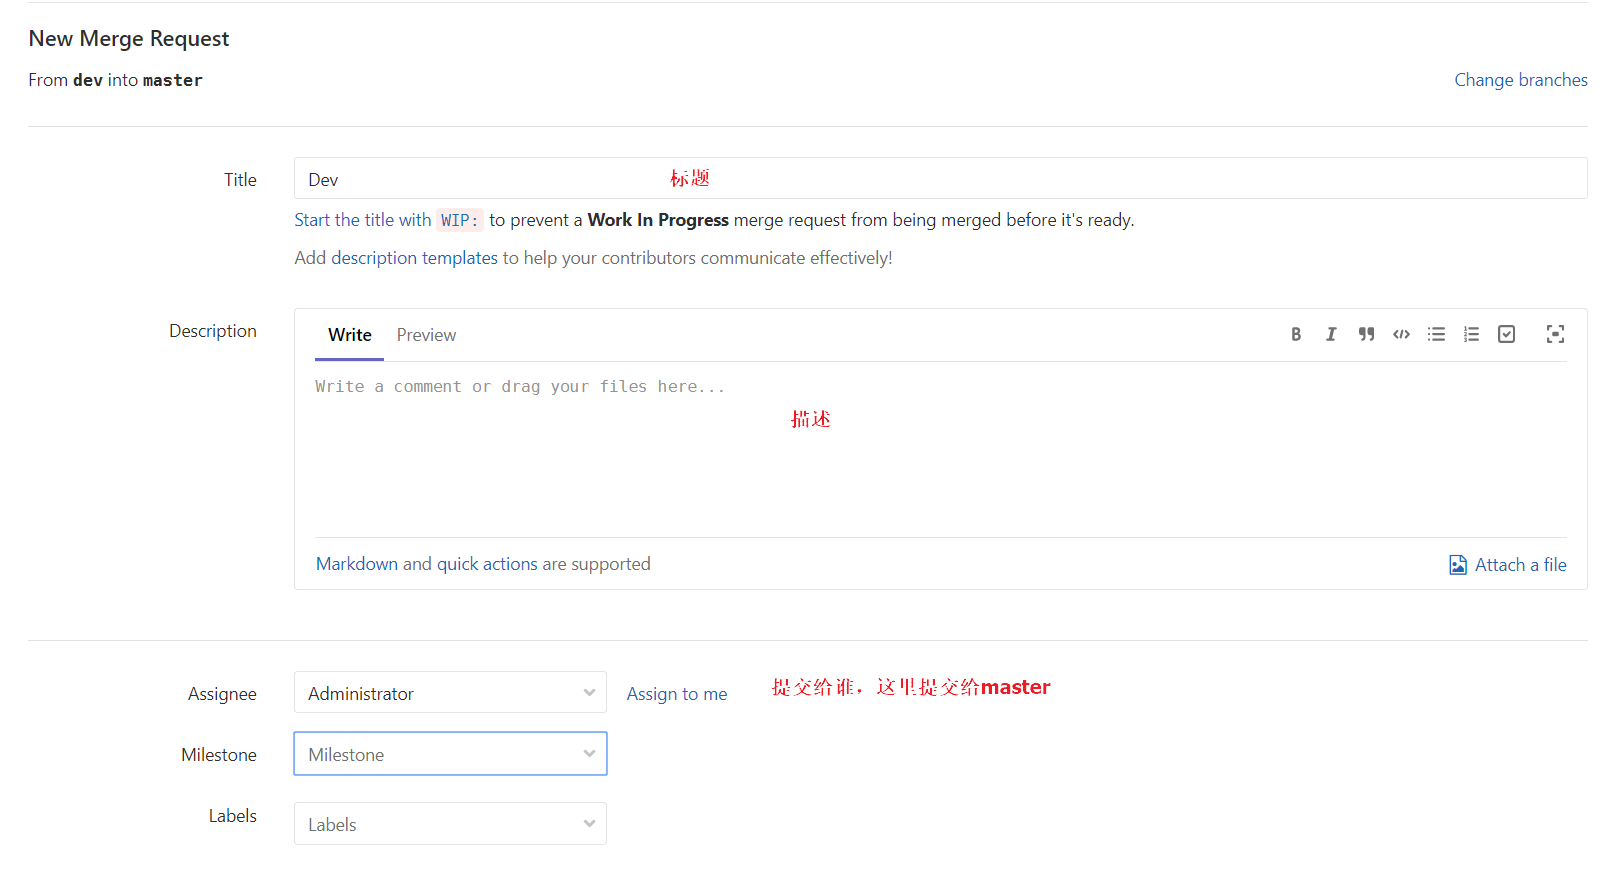 New Merge Request
From dev into master
Change branches
Title
Dev
标题
Start the title with WIP: to prevent a Work In Progress merge request from being merged before it's ready.
Add description templates to help your contributors communicate effectively!
Description
Write Preview
Write a comment or drag your files here...
描述
Markdown and quick actions are supported
Attach a file
Assignee
Administrator
Assign to me
提交给谁，这里提交给master
Milestone
Milestone
Labels
Labels